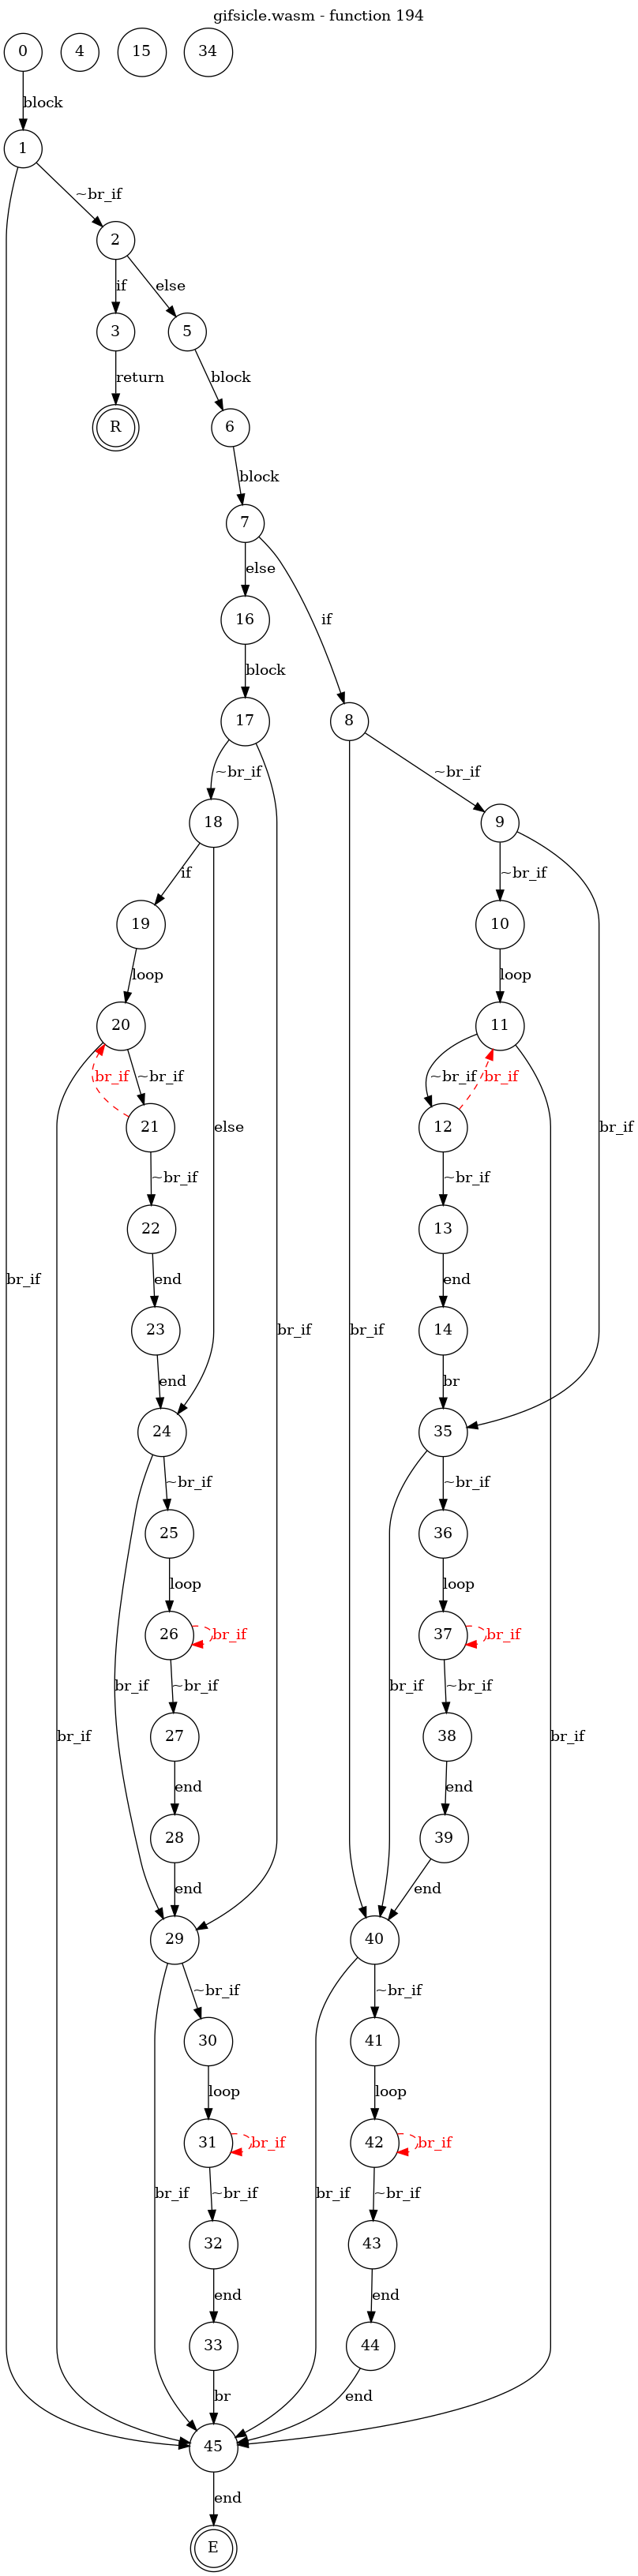 gifsicle.wasm - function 194
0 4 15 34
block
1
~br_if
2
if else
3 5
return block
R 6
block
7
else if
16
block
17 8
~br_if ~br_if
18 9
if ~br_if
19 10
loop loop
20 11
br_if ~br_if ~br_if br_if
21 else 12 br_if
~br_if ~br_if
22 13
br_if end br_if br_if end
23 14
end br
24 35
~br_if ~br_if
25 36
loop loop
26 br_if 37 br_if
br_if ~br_if br_if ~br_if
br_if 27 38 br_if
end end
28 39
end end
29 40
~br_if ~br_if
30 41
loop loop
31 br_if 42 br_if
br_if ~br_if br_if ~br_if
32 43
end end
33 44
br end
45
end
E